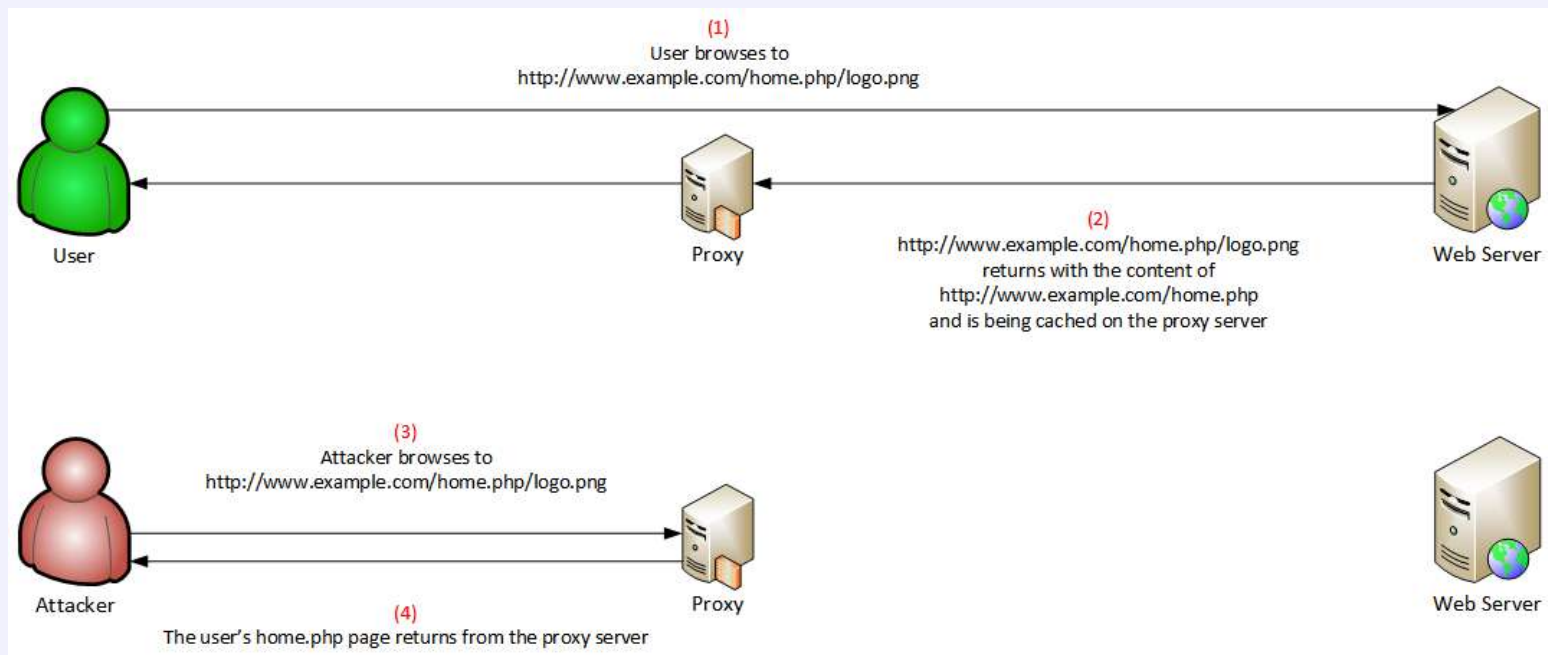 (1)
User browses to
http://www.example.com/home.php/logo.png
User
Proxy
(2)
http://www.example.com/home.php/logo.png
returns with the content of
http://www.example.com/home.php
and is being cached on the proxy server
Web Server
(3)
Attacker browses to
http://www.example.com/home.php/logo.png
Attacker
Proxy
Web Server
(4)
The user's home.php page returns from the proxy server